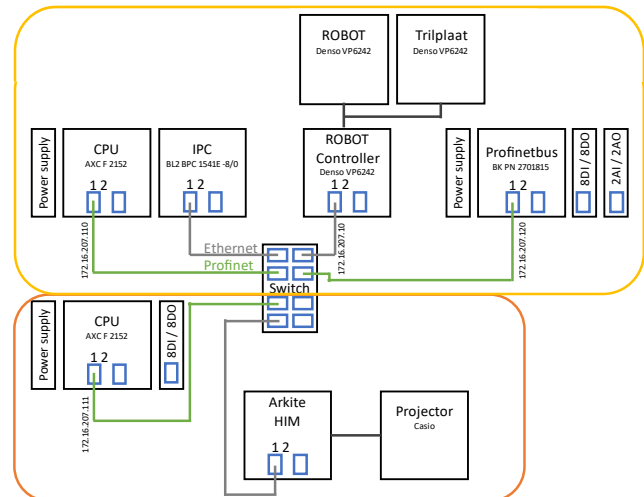 ROBOT
Denso VP6242
Trilplaat
Denso VP6242
Power supply
CPU
AXC F 2152
1 2
IPC
BL2 BPC 1541E -8/0
1 2
ROBOT
Controller
Denso VP6242
1 2
Power supply
Profinetbus
BK PN 2701815
1 2
8DI / 8DO
2AI / 2AO
172.16.207.110
Ethernet
Profinet
172.16.207.10
172.16.207.120
Switch
Power supply
CPU
AXC F 2152
1 2
8DI / 8DO
172.16.207.111
Arkite
HIM
1 2
Projector
Casio